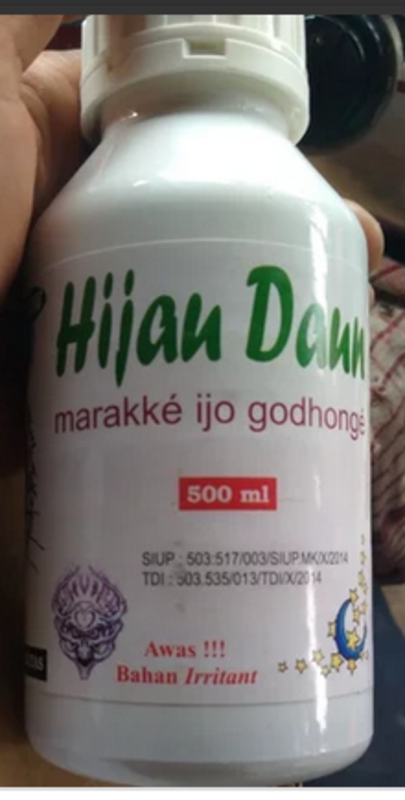 Hijau Daun
marakké ijo godhongé
500 ml
SIUP : 503:517/003/SIUP.MK/X/2014
TDI : 503.535/013/TDI/X/2014
Awas !!!
Bahan Irritant